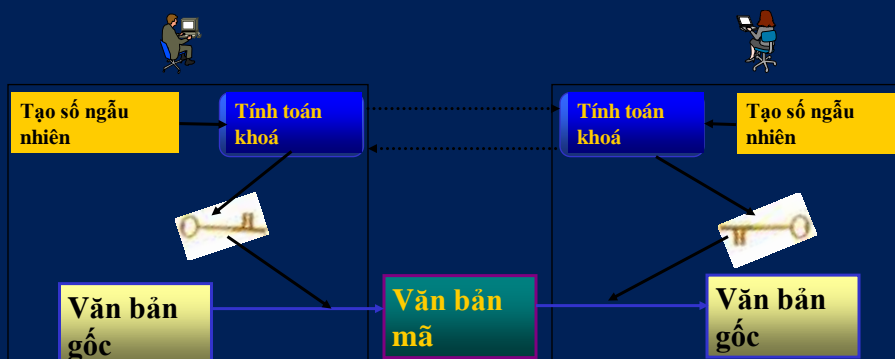 Tạo số ngẫu
nhiên
Tính toán
khoá
Tính toán
khoá
Tạo số ngẫu
nhiên
Văn bản
gốc
Văn bản
mã
Văn bản
gốc